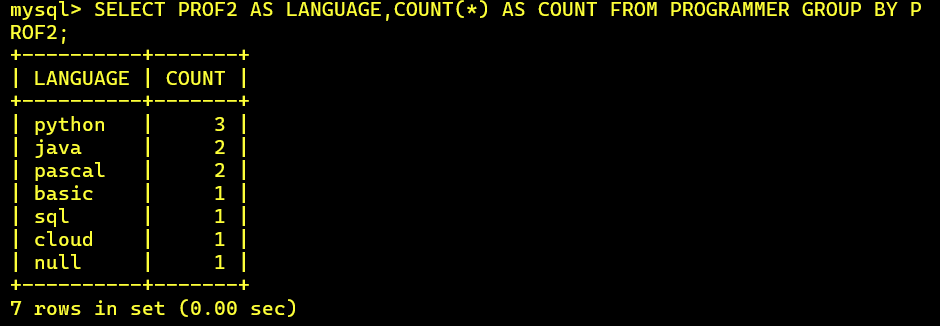 mysql> SELECT PROF2 AS LANGUAGE,COUNT(*) AS COUNT FROM PROGRAMMER GROUP BY P
ROF2;
+----------+-------+
| LANGUAGE | COUNT |
+----------+-------+
| python   |     3 |
| java     |     2 |
| pascal   |     2 |
| basic    |     1 |
| sql      |     1 |
| cloud    |     1 |
| null     |     1 |
+----------+-------+
7 rows in set (0.00 sec)